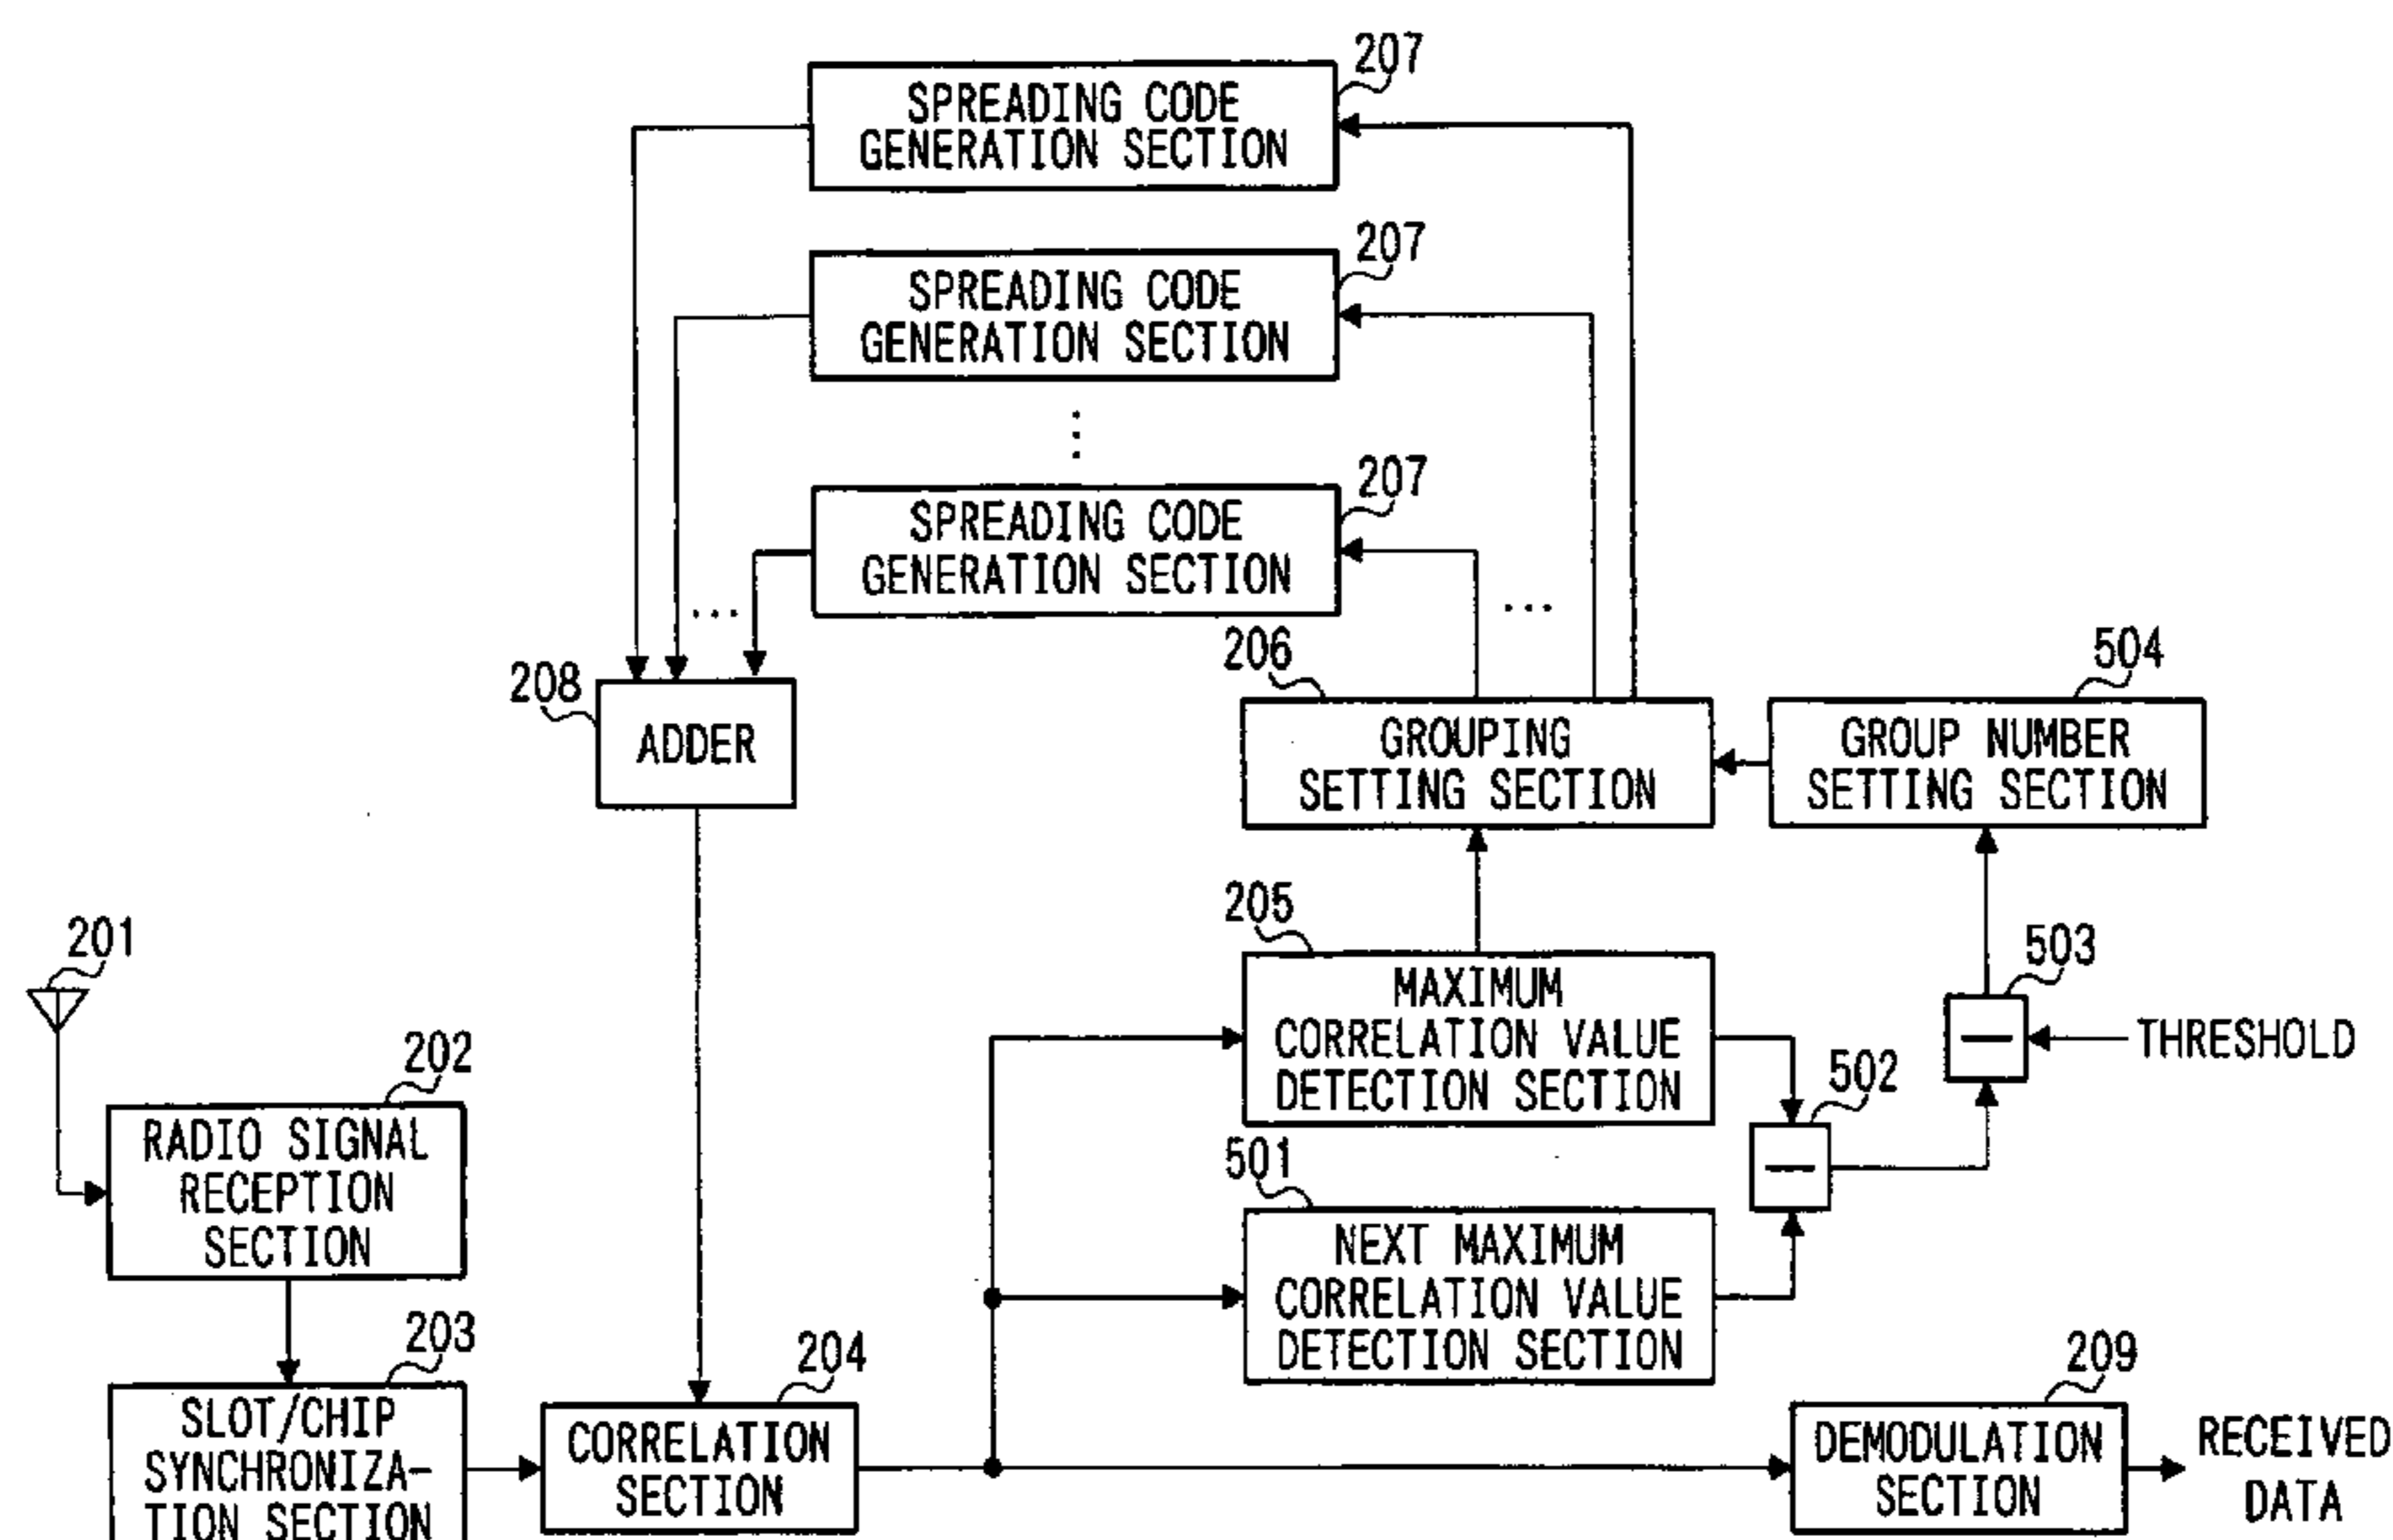 207
SPREADING CODE
GENERATION SECTION
207
SPREADING CODE
GENERATION SECTION
207
SPREADING CODE
GENERATION SECTION
208
ADDER
206
GROUPING
SETTING SECTION
504
GROUP NUMBER
SETTING SECTION
205
MAXIMUM
CORRELATION VALUE
DETECTION SECTION
503
THRESHOLD
502
501
NEXT MAXIMUM
CORRELATION VALUE
DETECTION SECTION
201
202
RADIO SIGNAL
RECEPTION
SECTION
203
SLOT/CHIP
SYNCHRONIZA-
TION SECTION
204
CORRELATION
SECTION
209
DEMODULATION
SECTION
RECEIVED
DATA